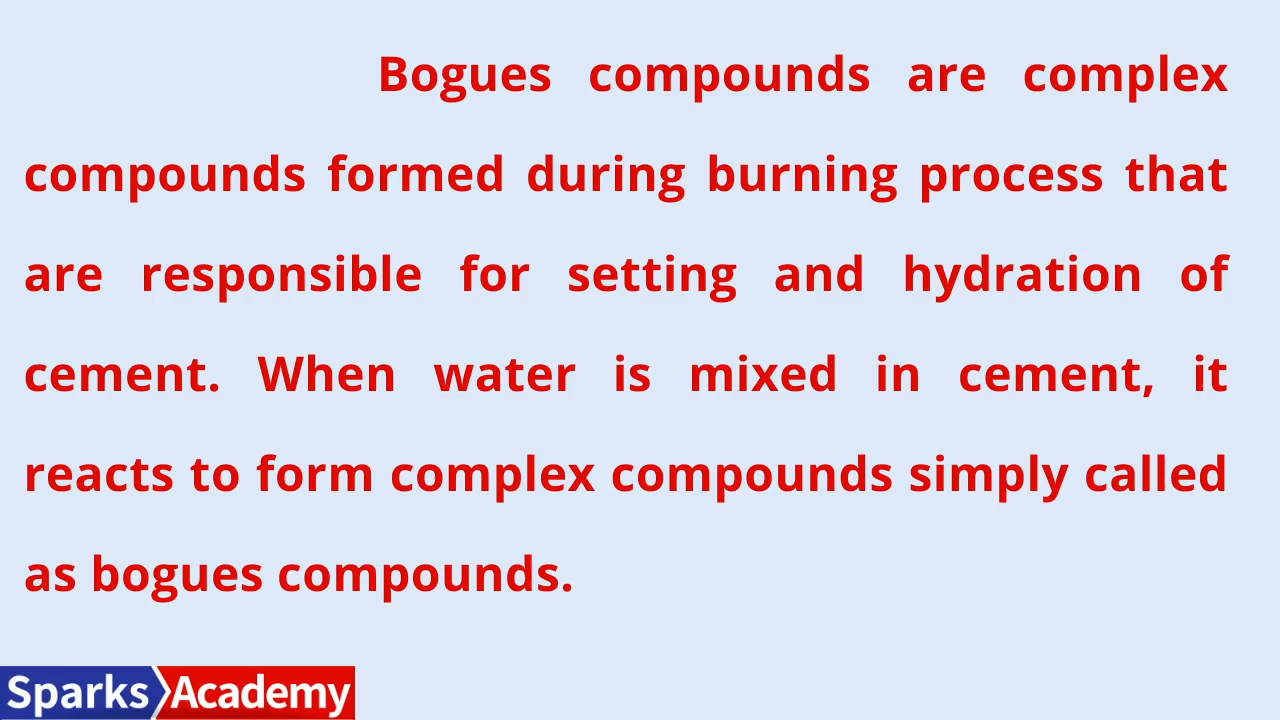 Bogues compounds are complex
compounds formed during burning process that
are responsible for setting and hydration of
cement. When water is mixed in cement, it
reacts to form complex compounds simply called
as bogues compounds.
Sparks Academy